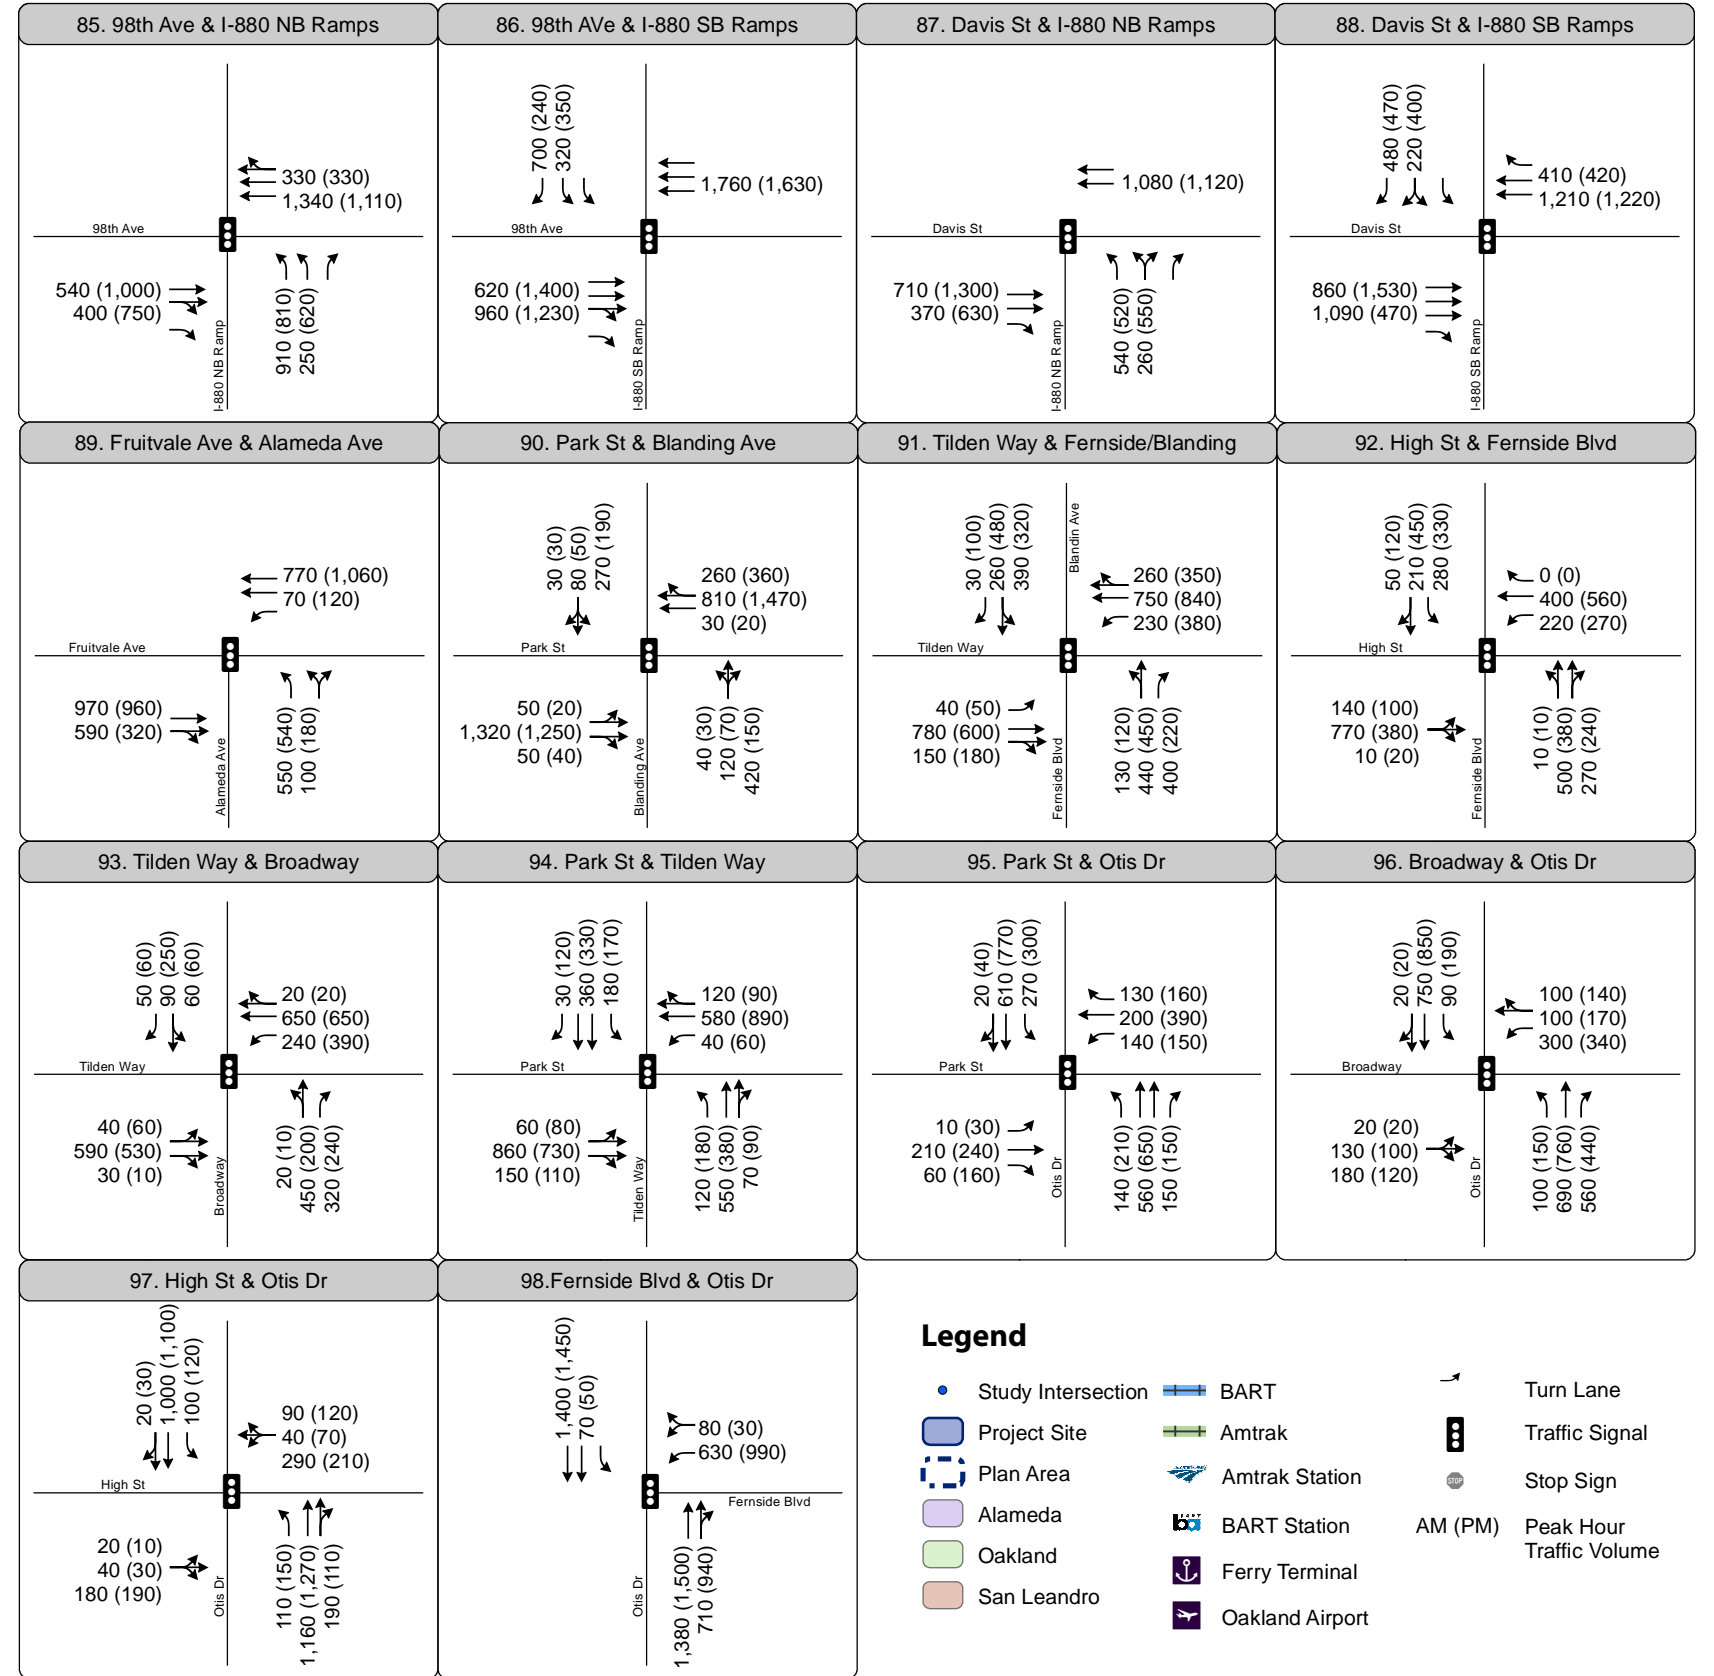 85. 98th Ave & I-880 NB Ramps
330 (330)
1,340 (1,110)
98th Ave
540 (1,000)
400 (750)
I-880 NB Ramp
910 (810)
250 (620)
86. 98th AVe & I-880 SB Ramps
700 (240)
320 (350)
1,760 (1,630)
98th Ave
620 (1,400)
960 (1,230)
I-880 SB Ramp
87. Davis St & I-880 NB Ramps
1,080 (1,120)
Davis St
710 (1,300)
370 (630)
I-880 NB Ramp
540 (520)
260 (550)
88. Davis St & I-880 SB Ramps
480 (470)
220 (400)
410 (420)
1,210 (1,220)
Davis St
860 (1,530)
1,090 (470)
I-880 SB Ramp
89. Fruitvale Ave & Alameda Ave
770 (1,060)
70 (120)
Fruitvale Ave
970 (960)
590 (320)
Alameda Ave
550 (540)
100 (180)
90. Park St & Blanding Ave
30 (30)
80 (50)
270 (190)
260 (360)
810 (1,470)
30 (20)
Park St
50 (20)
1,320 (1,250)
50 (40)
Blanding Ave
40 (30)
120 (70)
420 (150)
91. Tilden Way & Fernside/Blanding
30 (100)
260 (480)
390 (320)
Blandin Ave
260 (350)
750 (840)
230 (380)
Tilden Way
40 (50)
780 (600)
150 (180)
Fernside Blvd
130 (120)
440 (450)
400 (220)
92. High St & Fernside Blvd
50 (120)
210 (450)
280 (330)
0 (0)
400 (560)
220 (270)
High St
140 (100)
770 (380)
10 (20)
Fernside Blvd
10 (10)
500 (380)
270 (240)
93. Tilden Way & Broadway
50 (60)
90 (250)
60 (60)
20 (20)
650 (650)
240 (390)
Tilden Way
40 (60)
590 (530)
30 (10)
Broadway
20 (10)
450 (200)
320 (240)
94. Park St & Tilden Way
30 (120)
360 (330)
180 (170)
120 (90)
580 (890)
40 (60)
Park St
60 (80)
860 (730)
150 (110)
Tilden Way
120 (180)
550 (380)
70 (90)
95. Park St & Otis Dr
20 (40)
610 (770)
270 (300)
130 (160)
200 (390)
140 (150)
Park St
10 (30)
210 (240)
60 (160)
Otis Dr
140 (210)
560 (650)
150 (150)
96. Broadway & Otis Dr
20 (20)
750 (850)
90 (190)
100 (140)
100 (170)
300 (340)
Broadway
20 (20)
130 (100)
180 (120)
Otis Dr
100 (150)
690 (760)
560 (440)
97. High St & Otis Dr
20 (30)
1,000 (1,100)
100 (120)
90 (120)
40 (70)
290 (210)
High St
20 (10)
40 (30)
180 (190)
Otis Dr
110 (150)
1,160 (1,270)
190 (110)
98.Fernside Blvd & Otis Dr
1,400 (1,450)
70 (50)
80 (30)
630 (990)
Fernside Blvd
Otis Dr
1,380 (1,500)
710 (940)
Legend
Study Intersection
Project Site
Plan Area
Alameda
Oakland
San Leandro
BART
Amtrak
Amtrak Station
BART Station
Ferry Terminal
Oakland Airport
Turn Lane
Traffic Signal
STOP
Stop Sign
AM (PM)
Peak Hour
Traffic Volume